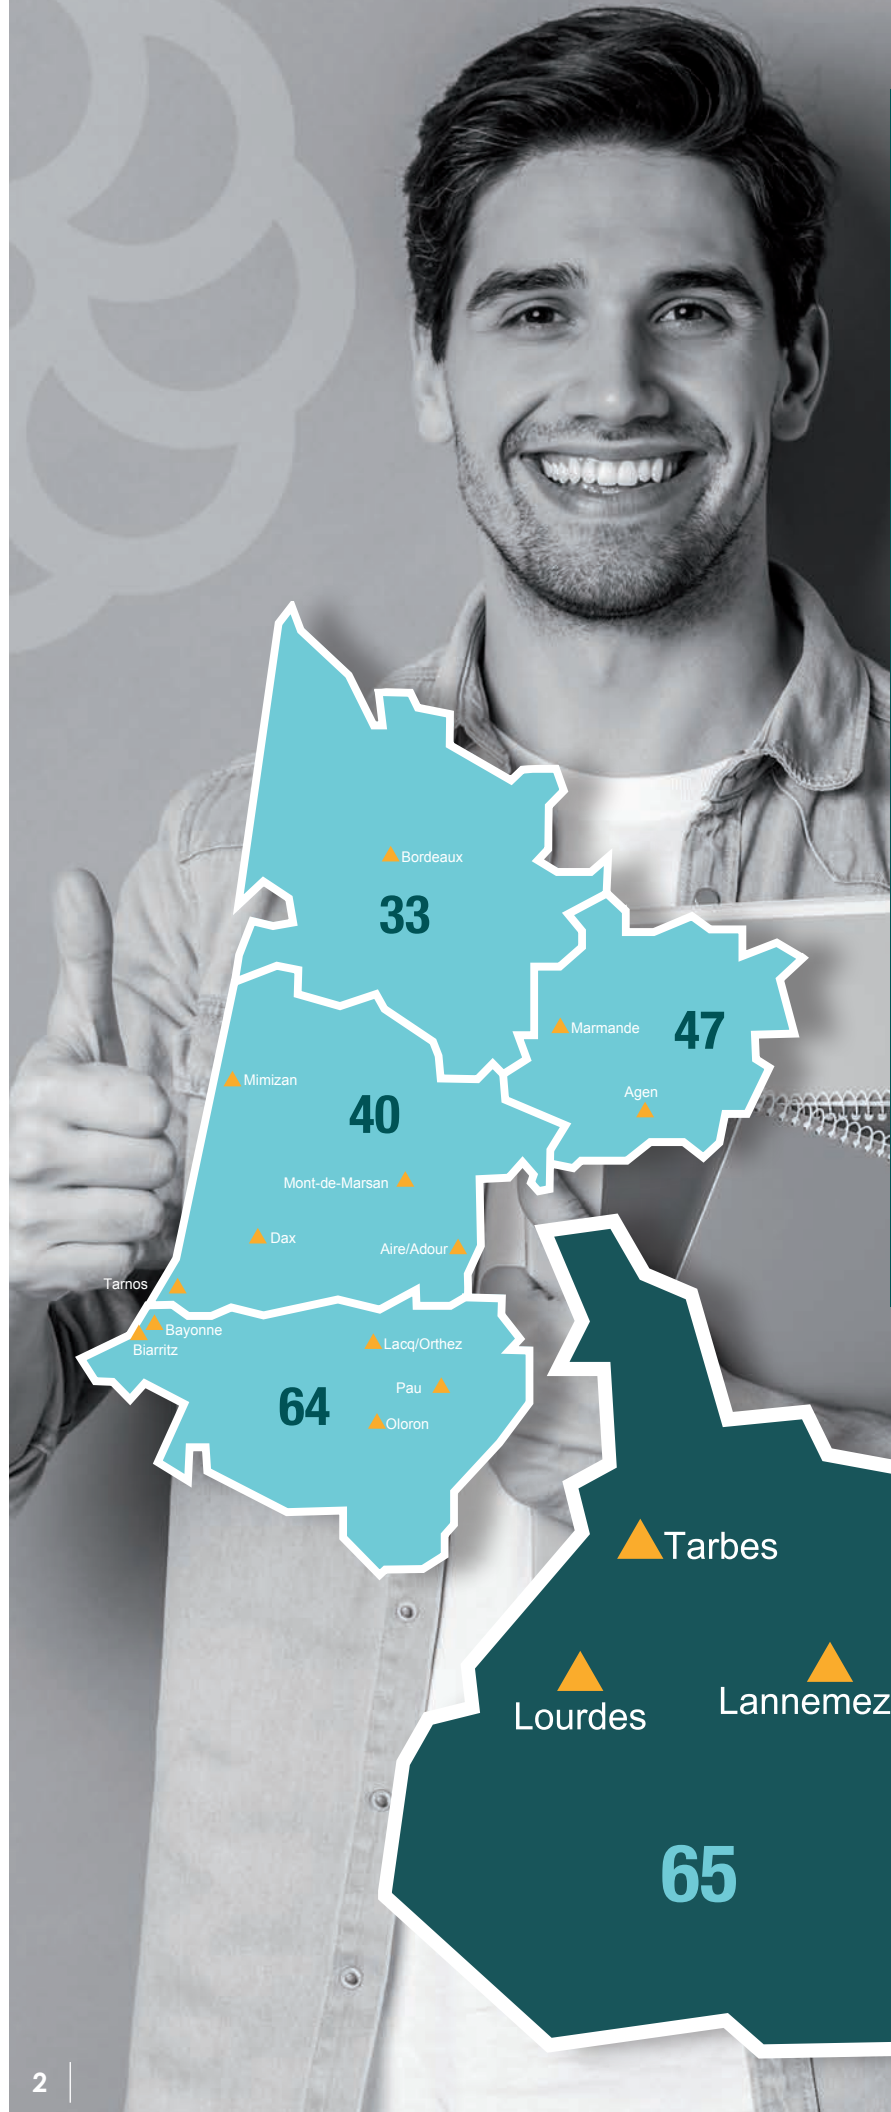 Bordeaux
33
Marmande
47
Agen
Mimizan
40
Mont-de-Marsan
Dax
Aire/Adour
Tarnos
Bayonne
Biarritz
Lacq/Orthez
Pau
64
Oloron
Tarbes
Lourdes
Lannemez
65
2